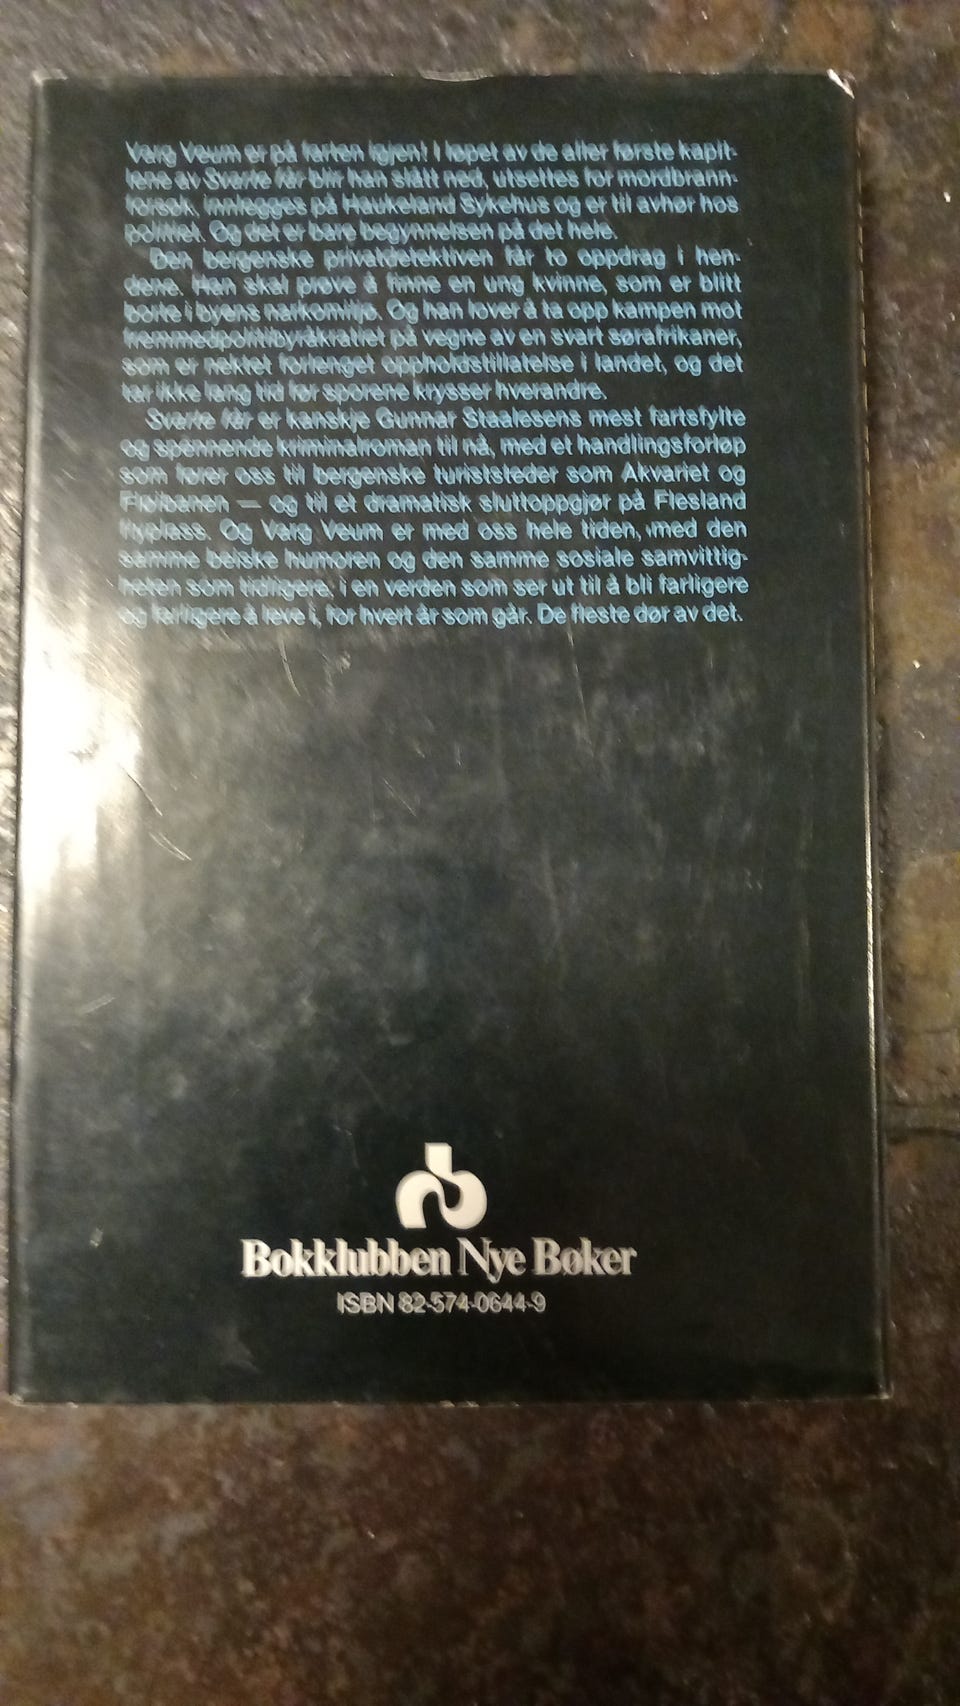 Varg Veum er på farten igjen! I løpet av de aller første kapit-
lene av Svarte får blir han slått ned, utsettes for mordbrann-
forsøk, innlegges på Haukeland Sykehus og er til avhør hos
politiet. Og det er bare begynnelsen på det hele.
Den bergenske privatdetektiven får to oppdrag i hen-
dene. Han skal prøve å finne en ung kvinne, som er blitt
borte i byens narkomiljø. Og han lover å ta opp kampen mot
fremmedpolitibyråkratiet på vegne av en svart sørafrikaner,
som er nektet forlenget oppholdstillatelse i landet, og det
tar ikke lang tid før sporene krysser hverandre.
Svarte får er kanskje Gunnar Staalesens mest fartsfylte
og spennende kriminalroman til nå, med et handlingsforløp
som fører oss til bergenske turiststeder som Akvariet og
Fløibanen — og til et dramatisk sluttoppgjør på Flesland
flyplass. Og Varg Veum er med oss hele tiden, med den
samme beiske humoren og den samme sosiale samvittig-
heten som tidligere, i en verden som ser ut til å bli farligere
og farligere å leve i, for hvert år som går. De fleste dør av det.
Bokklubben Nye Bøker
ISBN 82-574-0644-9